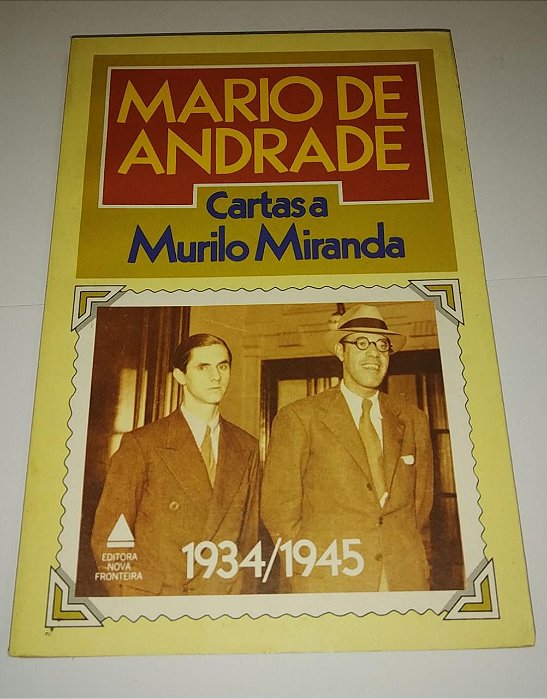 MARIO DE
ANDRADE
Cartas a
Murilo Miranda
EDITORA
NOVA
FRONTEIRA
1934/1945